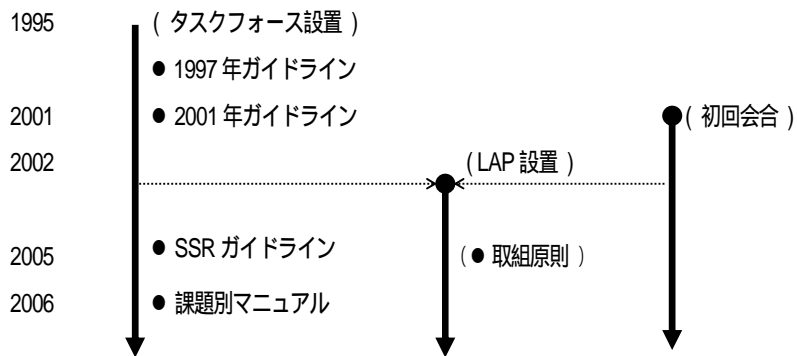 1995 ( タスクフォース設置 )
● 1997 年ガイドライン
2001 ● 2001 年ガイドライン ( 初回会合 )
2002 ( LAP 設置 )
2005 ● SSR ガイドライン ( ● 取組原則 )
2006 ● 課題別マニュアル